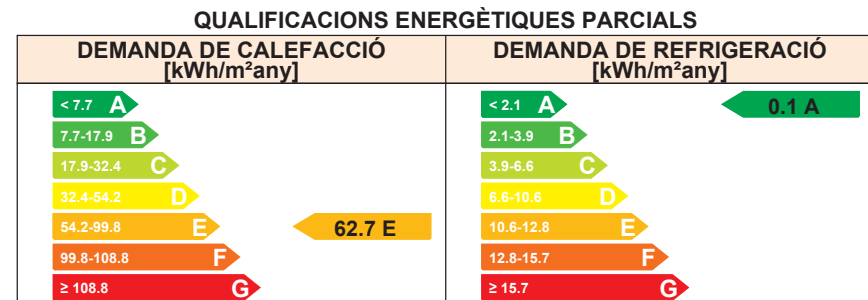 QUALIFICACIONS ENERGÈTIQUES PARCIALS
DEMANDA DE CALEFACCIÓ
[kWh/m²any]
DEMANDA DE REFRIGERACIÓ
[kWh/m²any]
< 7.7 A
7.7-17.9 B
17.9-32.4 C
32.4-54.2 D
54.2-99.8 E
62.7 E
99.8-108.8 F
≥ 108.8 G
< 2.1 A
0.1 A
2.1-3.9 B
3.9-6.6 C
6.6-10.6 D
10.6-12.8 E
12.8-15.7 F
≥ 15.7 G